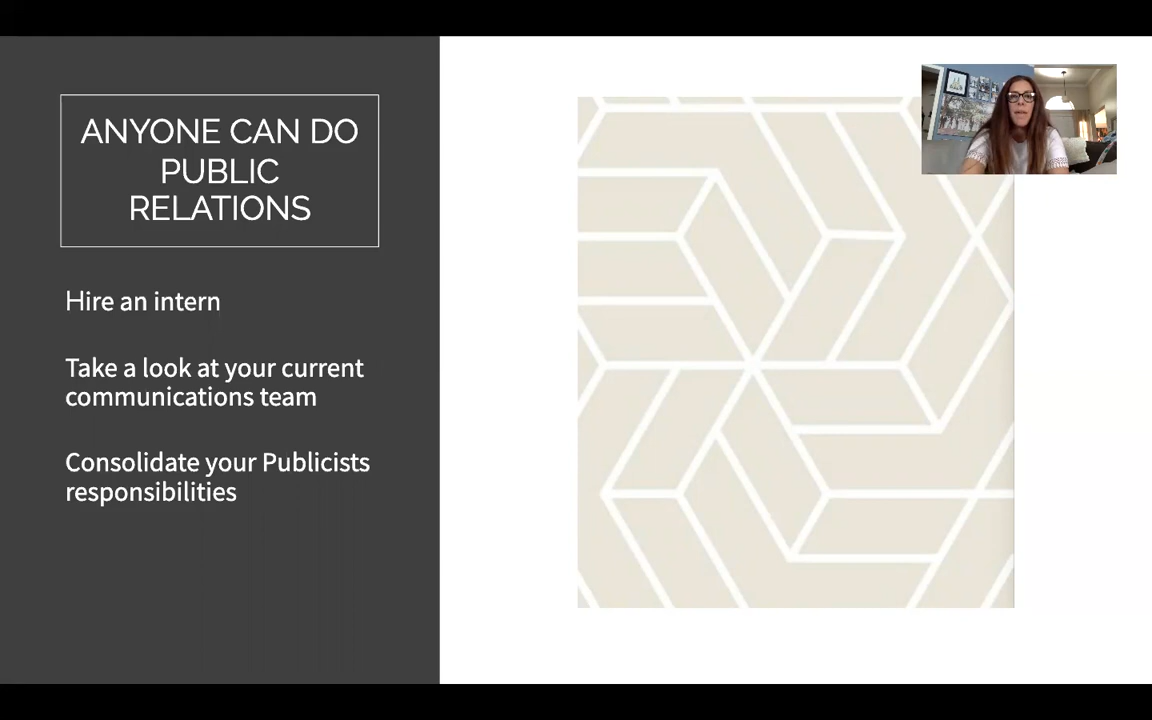 ANYONE CAN DO
PUBLIC
RELATIONS
Hire an intern
Take a look at your current
communications team
Consolidate your Publicists
responsibilities